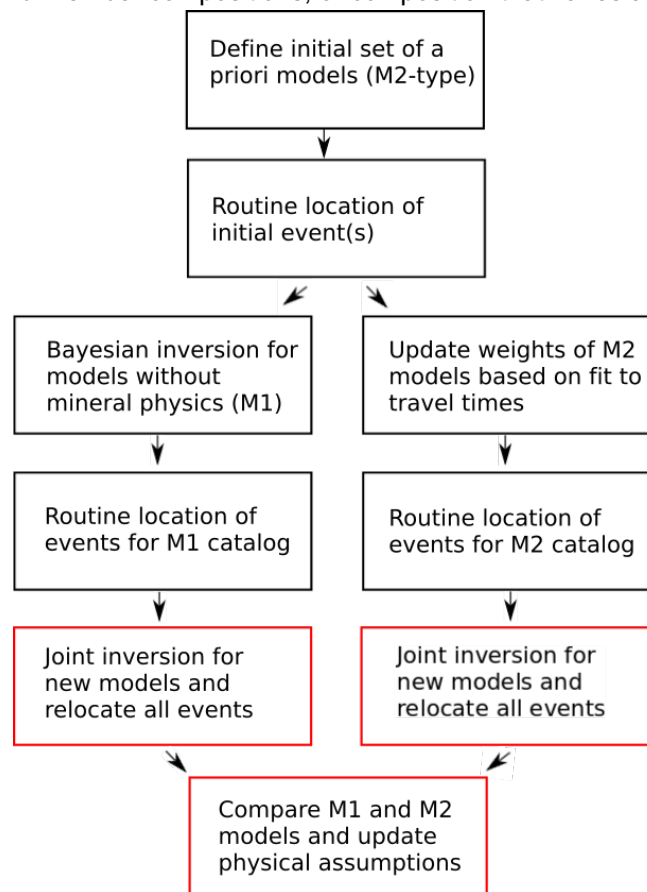 Define initial set of a
priori models (M2-type)
Routine location of
initial event(s)
Bayesian inversion for
models without
mineral physics (M1)
Update weights of M2
models based on fit to
travel times
Routine location of
events for M1 catalog
Routine location of
events for M2 catalog
Joint inversion for
new models and
relocate all events
Joint inversion for
new models and
relocate all events
Compare M1 and M2
models and update
physical assumptions